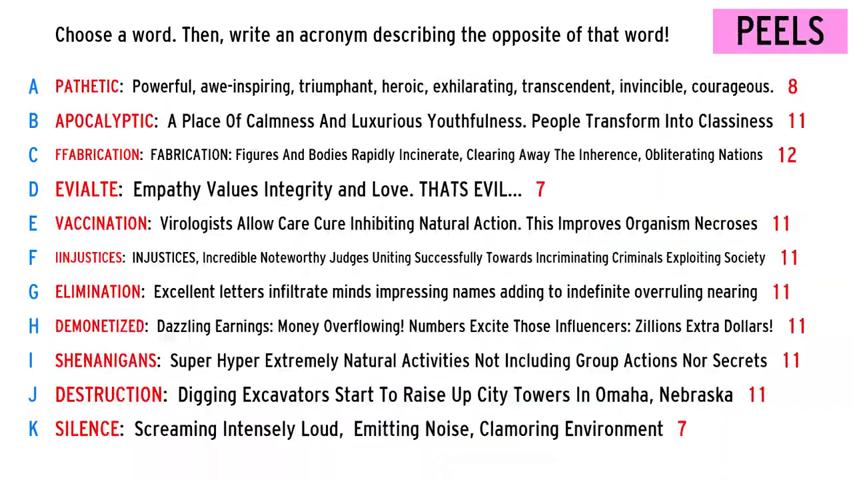 Choose a word. Then, write an acronym describing the opposite of that word!
PEELS
A PATHETIC: Powerful, awe-inspiring, triumphant, heroic, exhilarating, transcendent, invincible, courageous. 8
B APOCALYPTIC: A Place Of Calmness And Luxurious Youthfulness. People Transform Into Classiness 11
C FFABRICATION: FABRICATION: Figures And Bodies Rapidly Incinerate, Clearing Away The Inherence, Obliterating Nations 12
D EVIALTE: Empathy Values Integrity and Love. THATS EVIL... 7
E VACCINATION: Virologists Allow Care Cure Inhibiting Natural Action. This Improves Organism Necroses 11
F IINJUSTICES: INJUSTICES, Incredible Noteworthy Judges Uniting Successfully Towards Incriminating Criminals Exploiting Society 11
G ELIMINATION: Excellent letters infiltrate minds impressing names adding to indefinite overruling nearing 11
H DEMONETIZED: Dazzling Earnings: Money Overflowing! Numbers Excite Those Influencers: Zillions Extra Dollars! 11
I SHENANIGANS: Super Hyper Extremely Natural Activities Not Including Group Actions Nor Secrets 11
J DESTRUCTION: Digging Excavators Start To Raise Up City Towers In Omaha, Nebraska 11
K SILENCE: Screaming Intensely Loud, Emitting Noise, Clamoring Environment 7